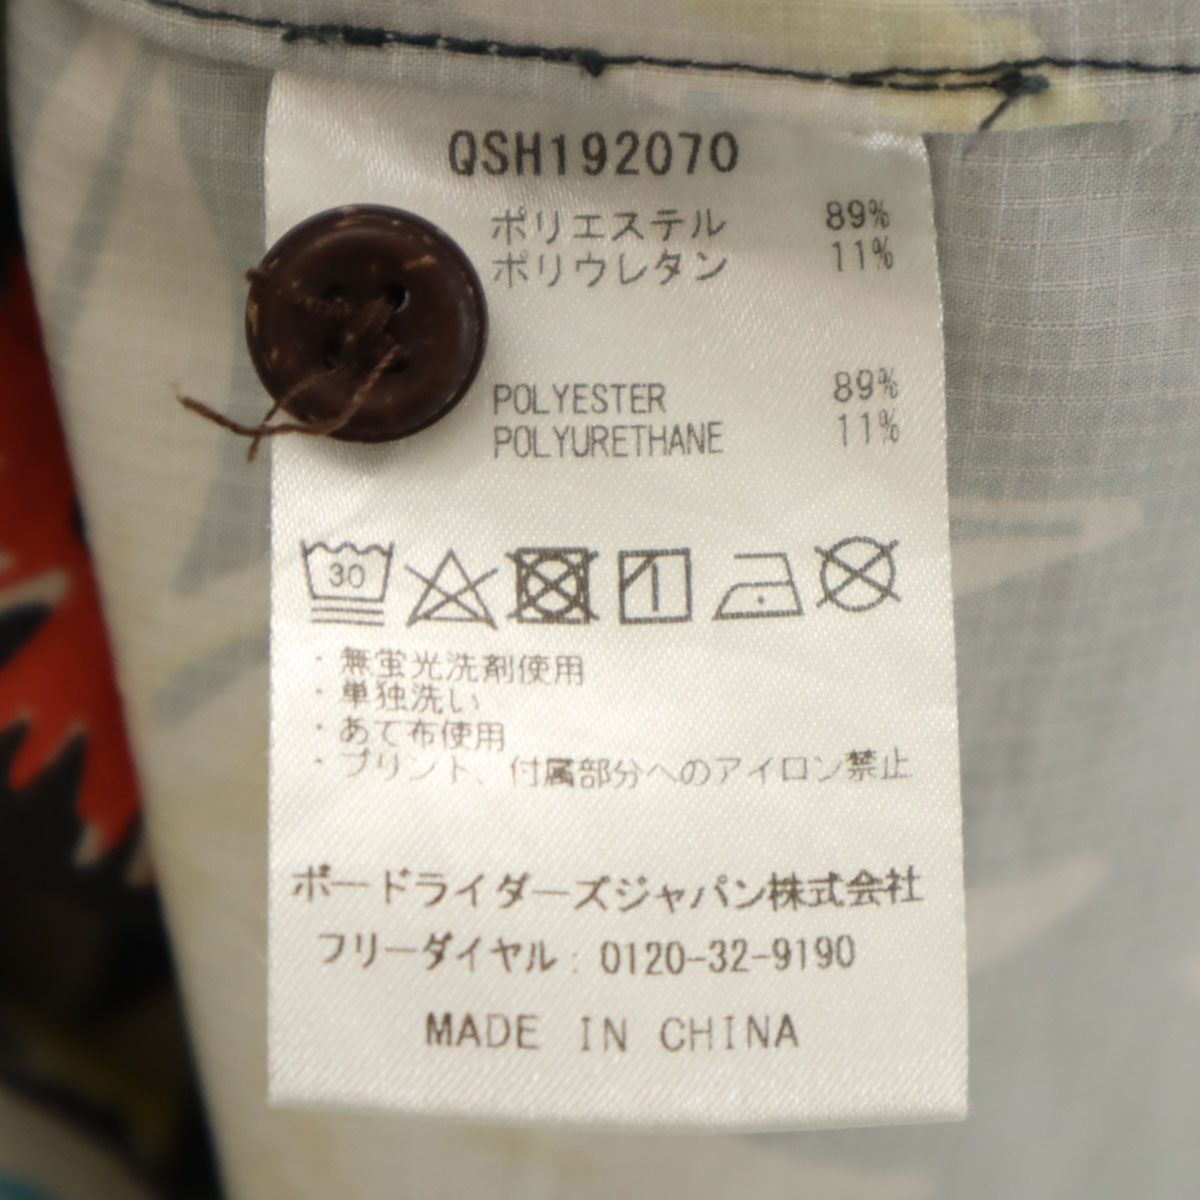 QSH192070
ポリエステル 89%
ポリウレタン 11%
POLYESTER 89%
POLYURETHANE 11%
30
・無蛍光洗剤使用
・単独洗い
・あて布使用
・プリント、付属部分へのアイロン禁止
ボードライダーズジャパン株式会社
フリーダイヤル：0120-32-9190
MADE IN CHINA